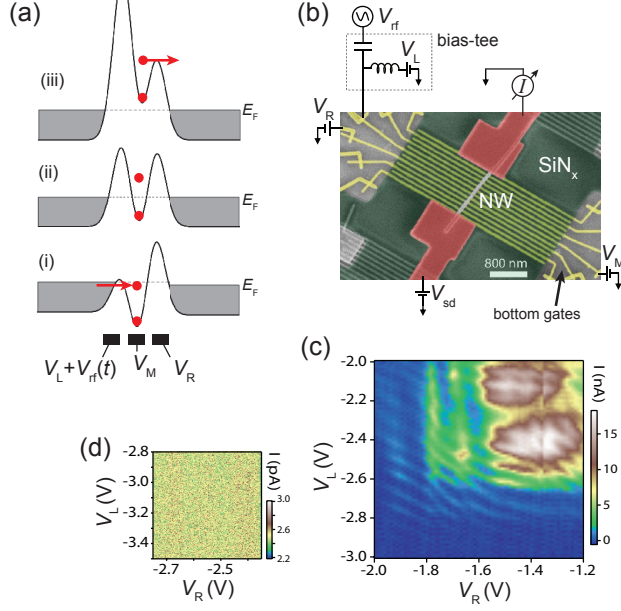 (a)
(iii)
E_F
(ii)
E_F
(i)
E_F
V_L+V_rf(t)
V_M
V_R
(b)
V_rf
bias-tee
V_L
I
V_R
SiN_x
NW
800 nm
V_M
V_sd
bottom gates
(c)
-2.0
-2.2
-2.4
-2.6
-2.8
-3.0
V_L (V)
-2.0
-1.8
-1.6
-1.4
-1.2
V_R (V)
I (nA)
15
10
5
0
(d)
-2.8
-3.0
-3.2
-3.4
V_L (V)
-2.7
-2.5
V_R (V)
I (pA)
3.0
2.6
2.2